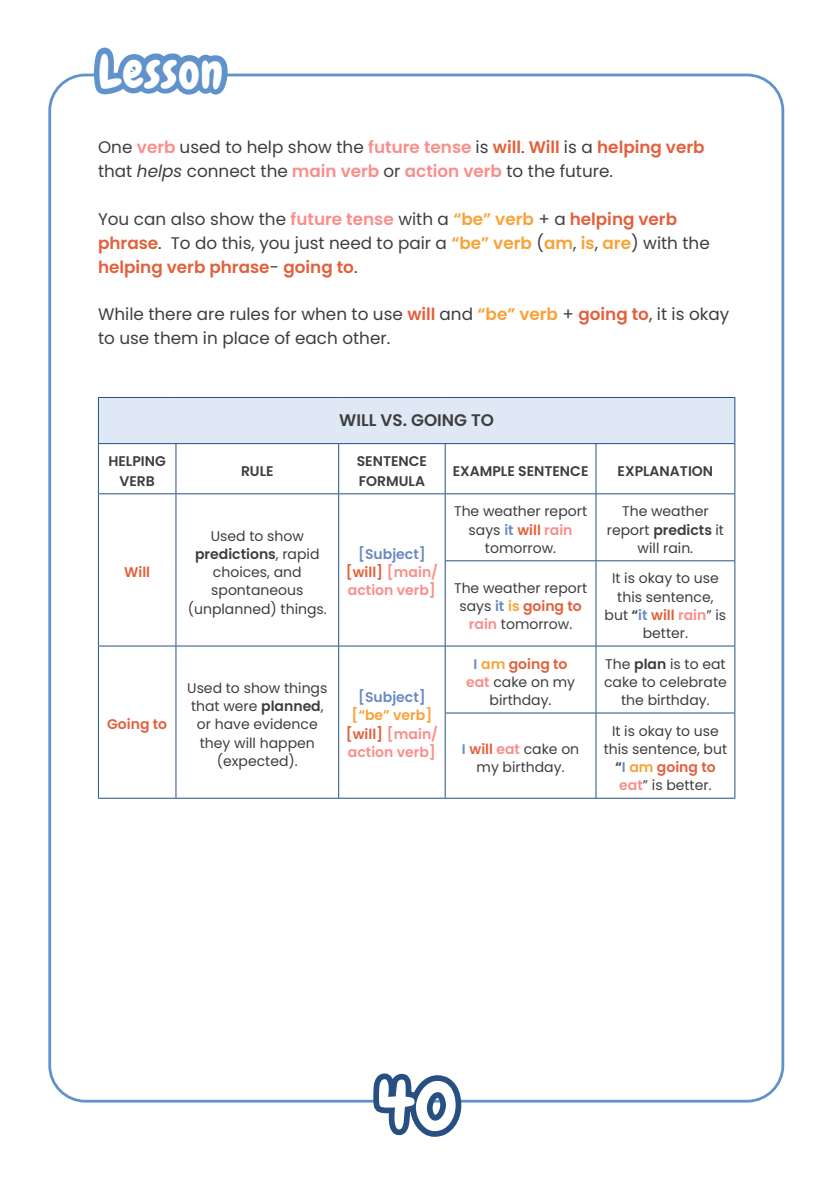 Lesson
One verb used to help show the future tense is will. Will is a helping verb
that helps connect the main verb or action verb to the future.
You can also show the future tense with a “be” verb + a helping verb
phrase.  To do this, you just need to pair a “be” verb (am, is, are) with the
helping verb phrase- going to.
While there are rules for when to use will and “be” verb + going to, it is okay
to use them in place of each other.
WILL VS. GOING TO
HELPING
VERB
RULE
SENTENCE
FORMULA
EXAMPLE SENTENCE
EXPLANATION
Will
Used to show
predictions, rapid
choices, and
spontaneous
(unplanned) things.
[Subject]
[will] [main/
action verb]
The weather report
says it will rain
tomorrow.
The weather
report predicts it
will rain.
The weather report
says it is going to
rain tomorrow.
It is okay to use
this sentence,
but “it will rain” is
better.
Going to
Used to show things
that were planned,
or have evidence
they will happen
(expected).
[Subject]
[“be” verb]
[will] [main/
action verb]
I am going to
eat cake on my
birthday.
The plan is to eat
cake to celebrate
the birthday.
I will eat cake on
my birthday.
It is okay to use
this sentence, but
“I am going to
eat” is better.
40